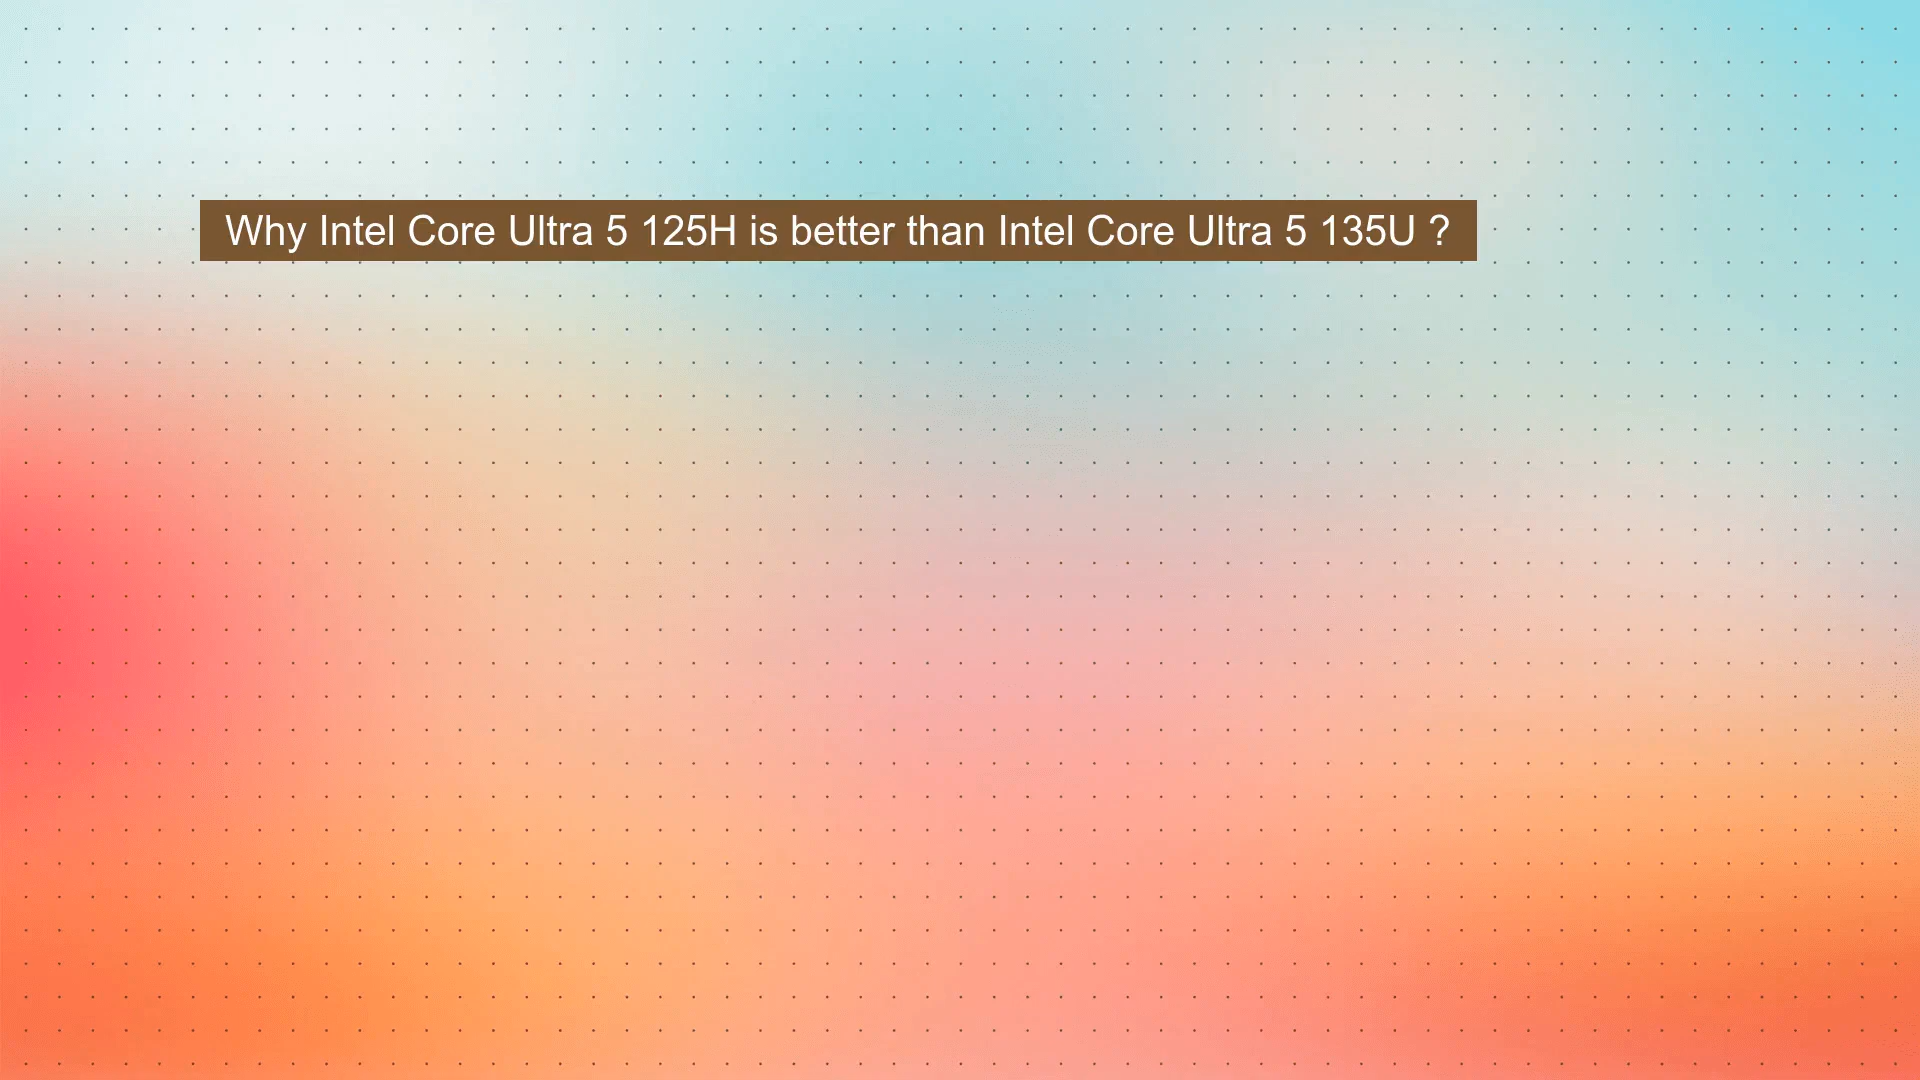 Why Intel Core Ultra 5 125H is better than Intel Core Ultra 5 135U ?